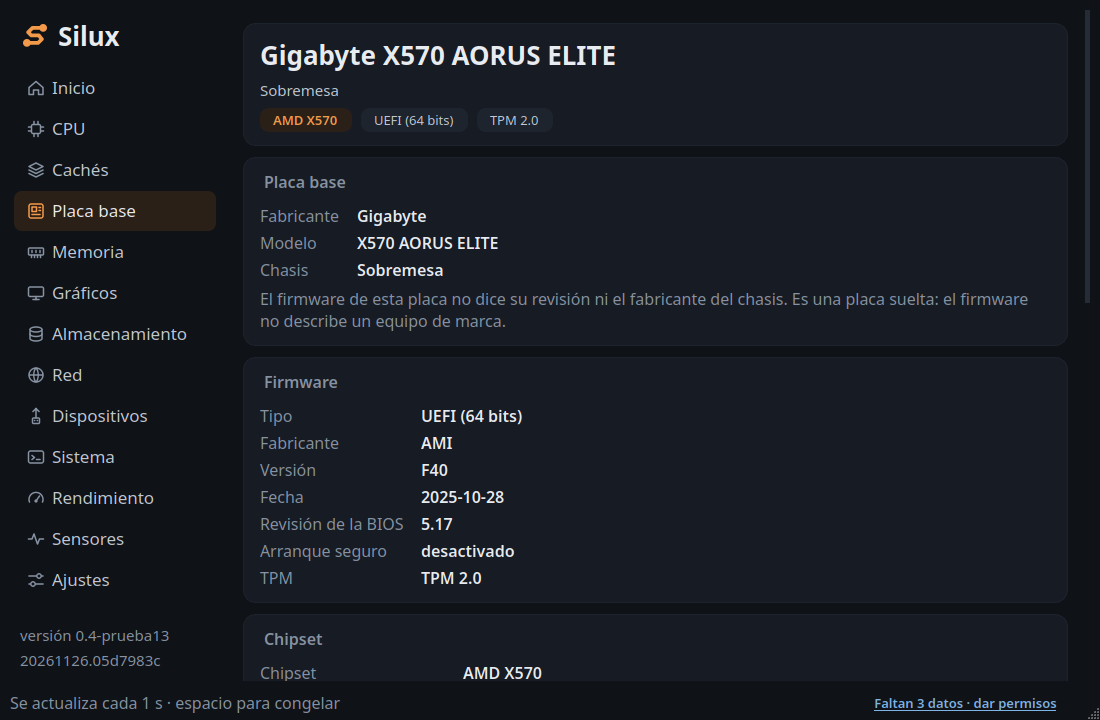 Silux
Inicio
CPU
Cachés
Placa base
Memoria
Gráficos
Almacenamiento
Red
Dispositivos
Sistema
Rendimiento
Sensores
Ajustes
versión 0.4-prueba13
20261126.05d7983c
Gigabyte X570 AORUS ELITE
Sobremesa
AMD X570 UEFI (64 bits) TPM 2.0
Placa base
Fabricante Gigabyte
Modelo X570 AORUS ELITE
Chasis Sobremesa
El firmware de esta placa no dice su revisión ni el fabricante del chasis. Es una placa suelta: el firmware
no describe un equipo de marca.
Firmware
Tipo UEFI (64 bits)
Fabricante AMI
Versión F40
Fecha 2025-10-28
Revisión de la BIOS 5.17
Arranque seguro desactivado
TPM TPM 2.0
Chipset
Chipset AMD X570
Se actualiza cada 1 s · espacio para congelar
Faltan 3 datos · dar permisos